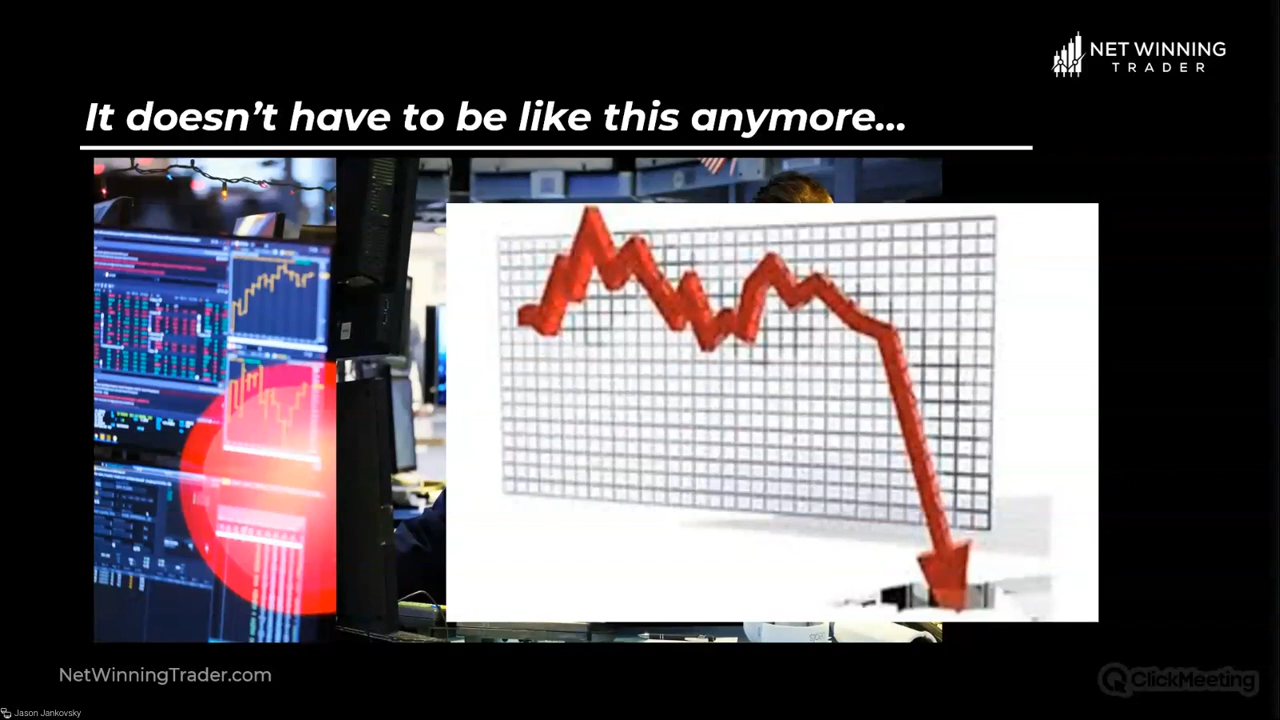 NET WINNING
TRADER
It doesn't have to be like this anymore...
NetWinningTrader.com
ClickMeeting
Jason Jankovsky